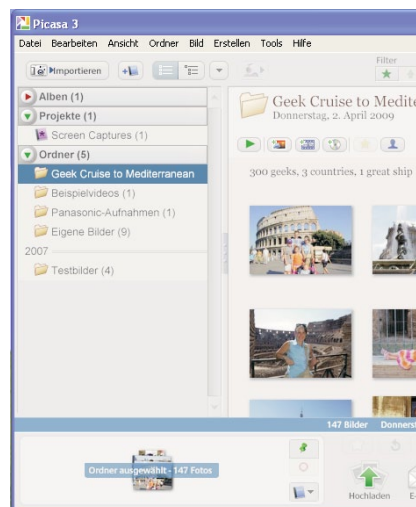 Picasa 3
Datei Bearbeiten Ansicht Ordner Bild Erstellen Tools Hilfe
Importieren
Filter
Alben (1)
Projekte (1)
Screen Captures (1)
Ordner (5)
Geek Cruise to Mediterranean
Beispielvideos (1)
Panasonic-Aufnahmen (1)
Eigene Bilder (9)
2007
Testbilder (4)
Geek Cruise to Medite
Donnerstag, 2. April 2009
300 geeks, 3 countries, 1 great ship
147 Bilder Donnerst
Ordner ausgewählt - 147 Fotos
Hochladen E-